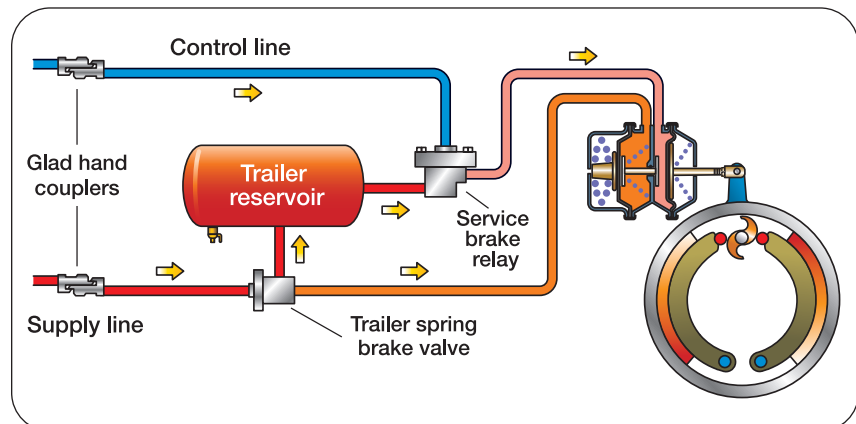 Control line
Glad hand
couplers
Trailer
reservoir
Service
brake
relay
Supply line
Trailer spring
brake valve